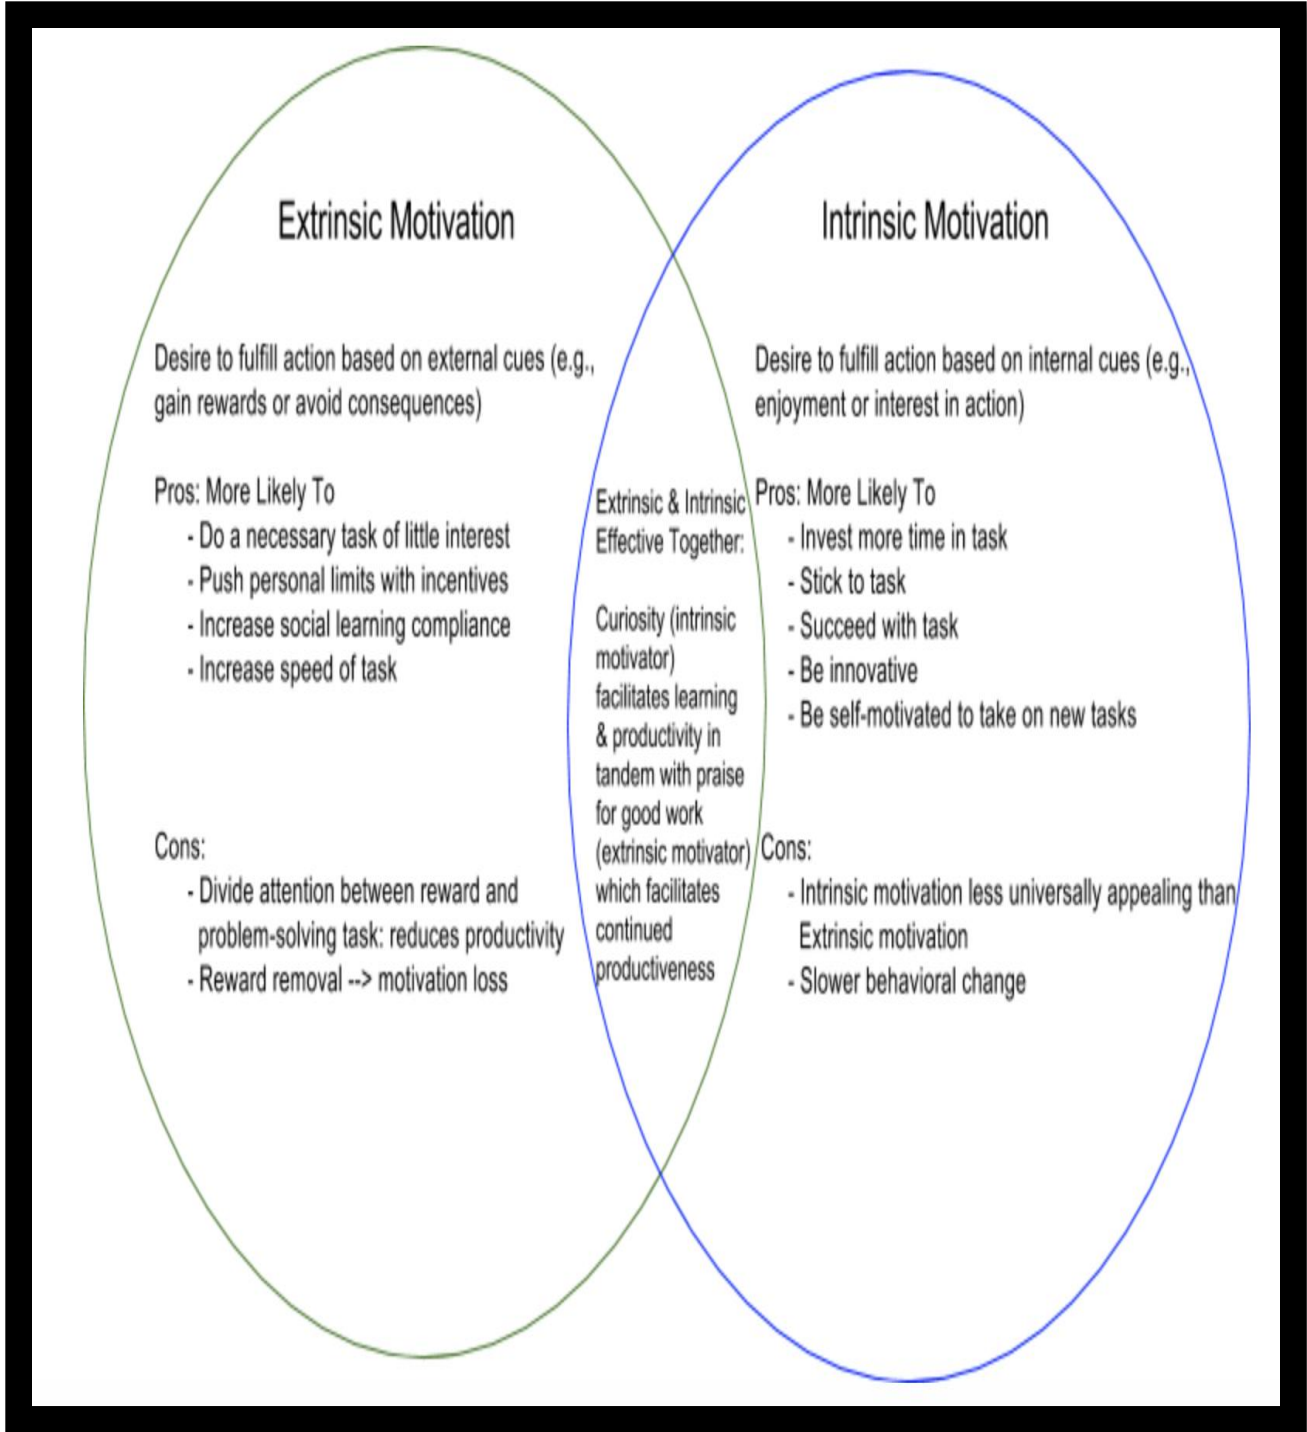 Extrinsic Motivation
Desire to fulfill action based on external cues (e.g.,
gain rewards or avoid consequences)
Pros: More Likely To
- Do a necessary task of little interest
- Push personal limits with incentives
- Increase social learning compliance
- Increase speed of task
Cons:
- Divide attention between reward and
problem-solving task: reduces productivity
- Reward removal --> motivation loss
Extrinsic & Intrinsic
Effective Together:
Curiosity (intrinsic
motivator)
facilitates learning
& productivity in
tandem with praise
for good work
(extrinsic motivator)
which facilitates
continued
productiveness
Intrinsic Motivation
Desire to fulfill action based on internal cues (e.g.,
enjoyment or interest in action)
Pros: More Likely To
- Invest more time in task
- Stick to task
- Succeed with task
- Be innovative
- Be self-motivated to take on new tasks
Cons:
- Intrinsic motivation less universally appealing than
Extrinsic motivation
- Slower behavioral change